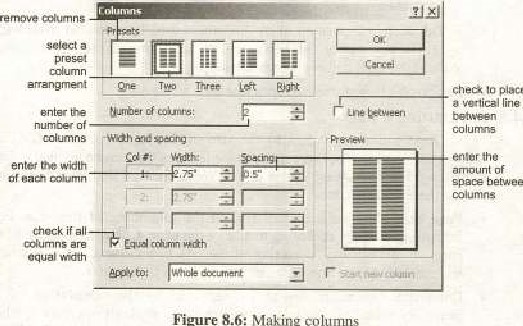 Columns
remove columns
Presets
OK
Cancel
select a
preset
column
arrangment
One Two Three Left Right
check to place
a vertical line
between
columns
enter the
number of
columns
Number of columns: 2
Line between
Width and spacing
Preview
Col #: Width: Spacing:
1: 2.75" 0.5"
2: 2.75"
enter the width
of each column
enter the
amount of
space between
columns
check if all
columns are
equal width
Equal column width
Apply to: Whole document
Start new column
Figure 8.6: Making columns